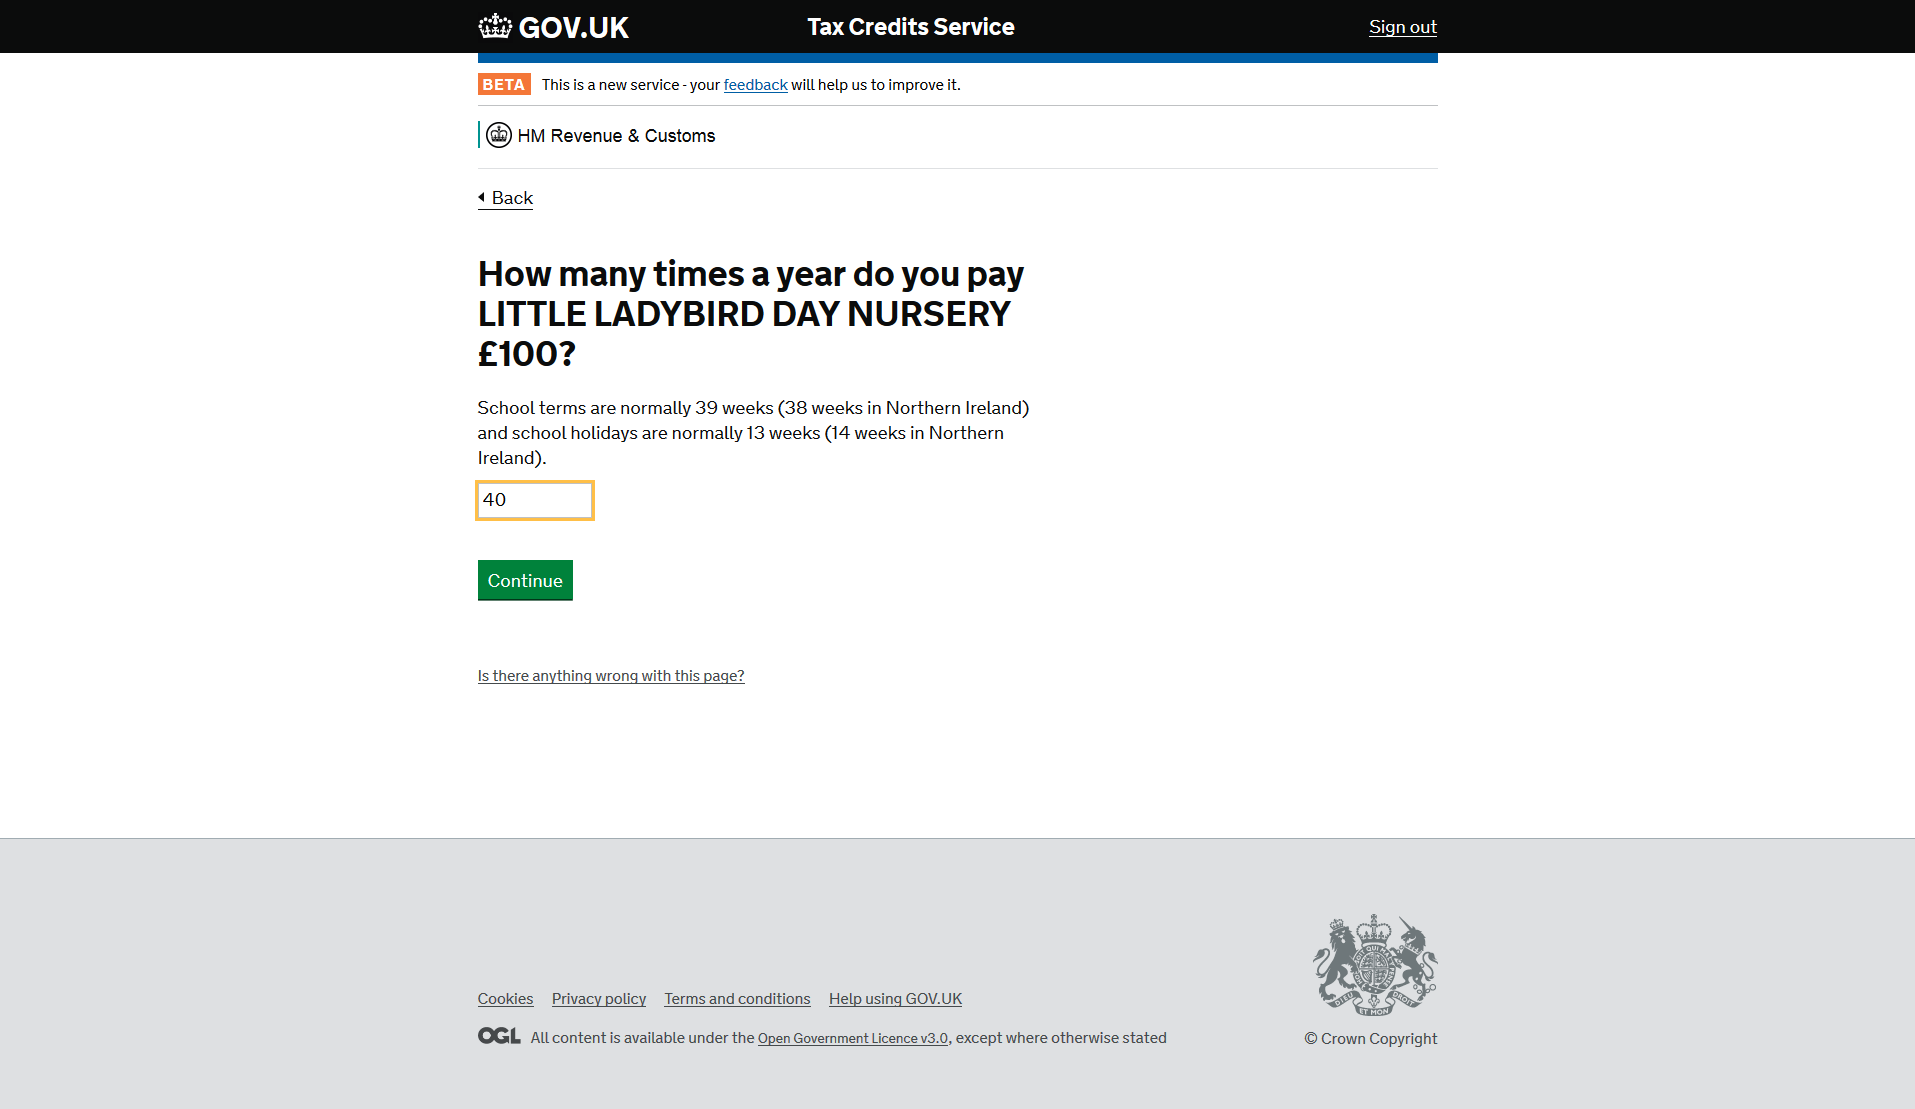 GOV.UK Tax Credits Service Sign out
BETA This is a new service - your feedback will help us to improve it.
HM Revenue & Customs
Back
How many times a year do you pay
LITTLE LADYBIRD DAY NURSERY
£100?
School terms are normally 39 weeks (38 weeks in Northern Ireland)
and school holidays are normally 13 weeks (14 weeks in Northern
Ireland).
40
Continue
Is there anything wrong with this page?
Cookies Privacy policy Terms and conditions Help using GOV.UK
OGL All content is available under the Open Government Licence v3.0, except where otherwise stated
DIEU ET MON DROIT
© Crown Copyright